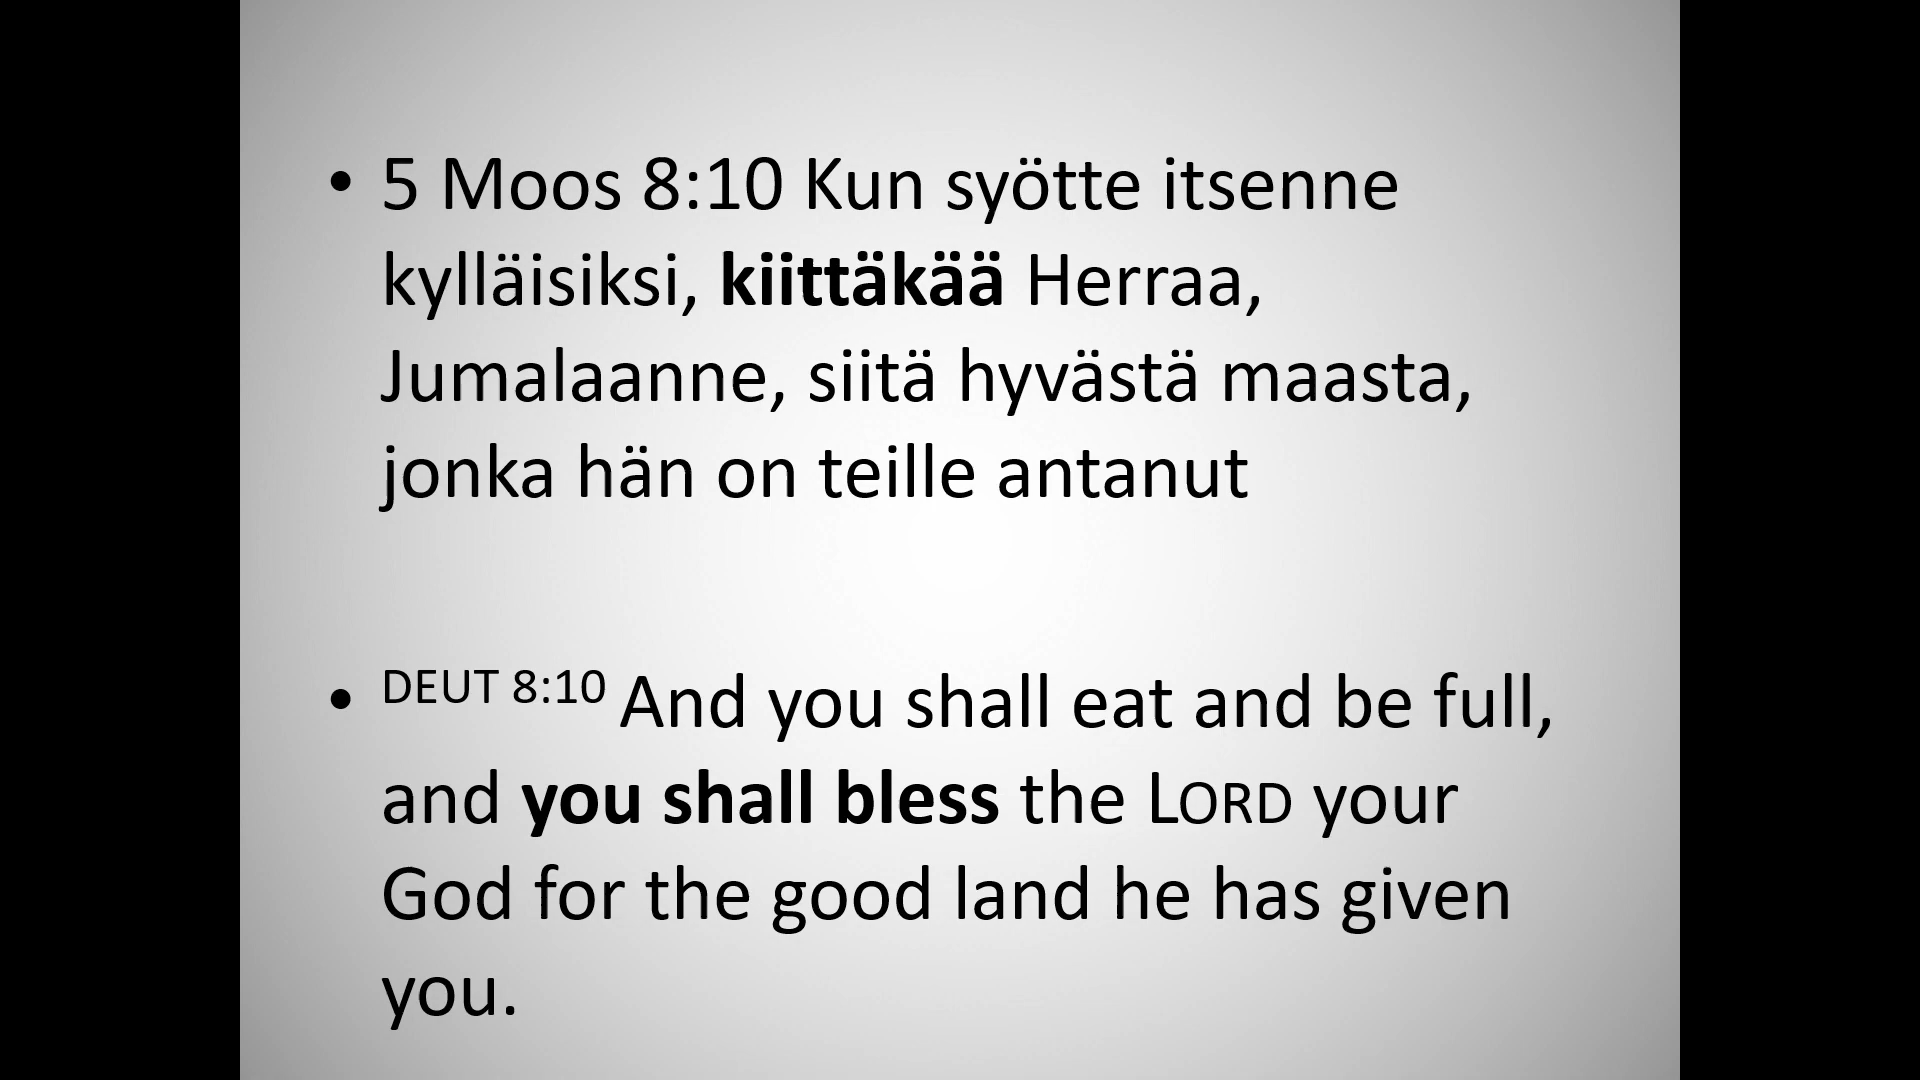 • 5 Moos 8:10 Kun syötte itsenne
kylläisiksi, kiittäkää Herraa,
Jumalaanne, siitä hyvästä maasta,
jonka hän on teille antanut
• DEUT 8:10 And you shall eat and be full,
and you shall bless the LORD your
God for the good land he has given
you.